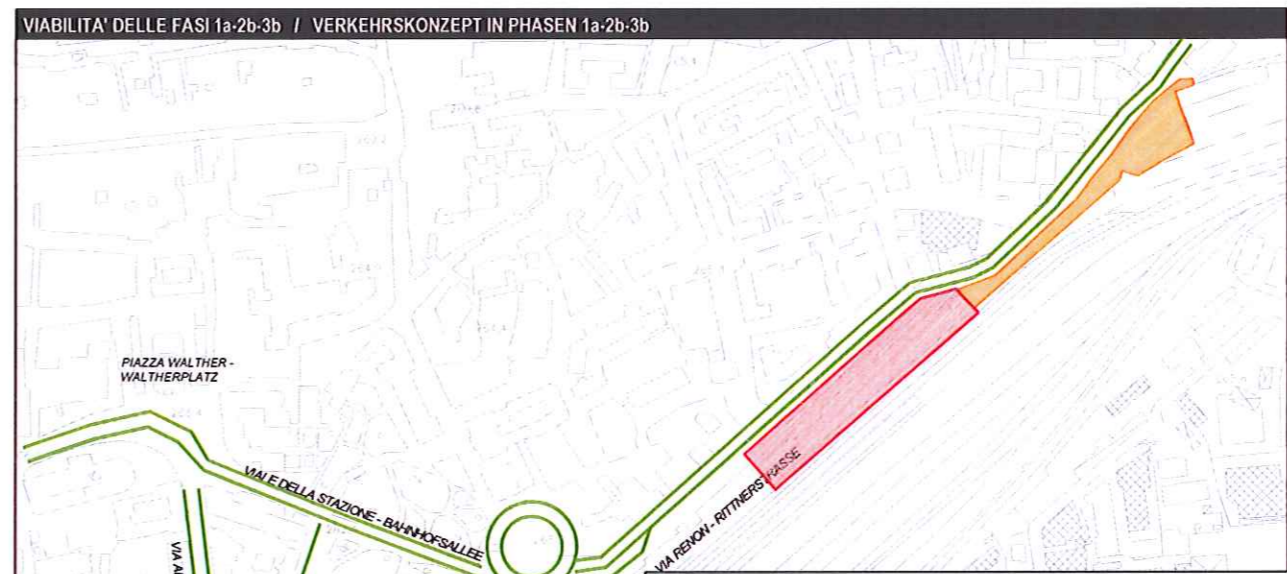 VIABILITA' DELLE FASI 1a-2b-3b / VERKEHRSKONZEPT IN PHASEN 1a-2b-3b
PIAZZA WALTHER -
WALTHERPLATZ
VIALE DELLA STAZIONE - BAHNHOFSALLEE
VIA RENON - RITTNERSTRASSE
VIA